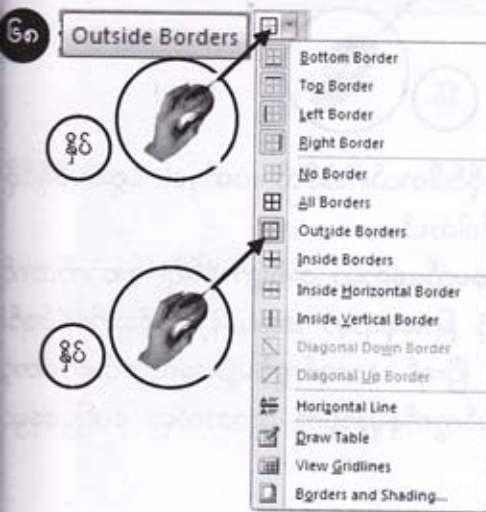 ၆၈
Outside Borders
Bottom Border
Top Border
Left Border
Right Border
No Border
All Borders
Outside Borders
Inside Borders
Inside Horizontal Border
Inside Vertical Border
Diagonal Down Border
Diagonal Up Border
Horizontal Line
Draw Table
View Gridlines
Borders and Shading...
နှိပ်
နှိပ်